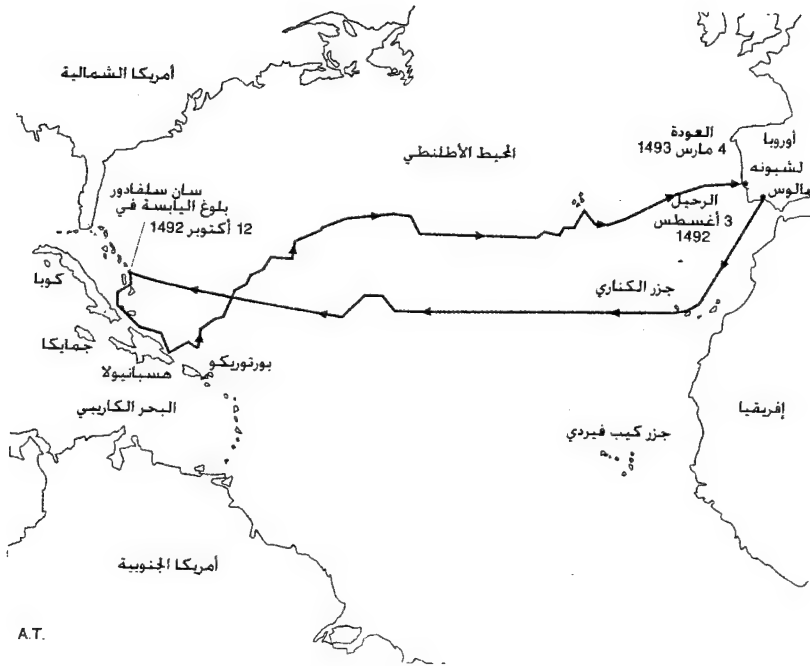 أمريكا الشمالية
المحيط الأطلنطي
العودة
4 مارس 1493
أوروبا
لشبونه
بالوس
الرحيل
3 أغسطس
1492
سان سلفادور
بلوغ اليابسة في
12 أكتوبر 1492
كوبا
جزر الكناري
جمايكا
هسبانيولا
بورتوريكو
البحر الكاريبي
إفريقيا
جزر كيب فيردي
أمريكا الجنوبية
A.T.